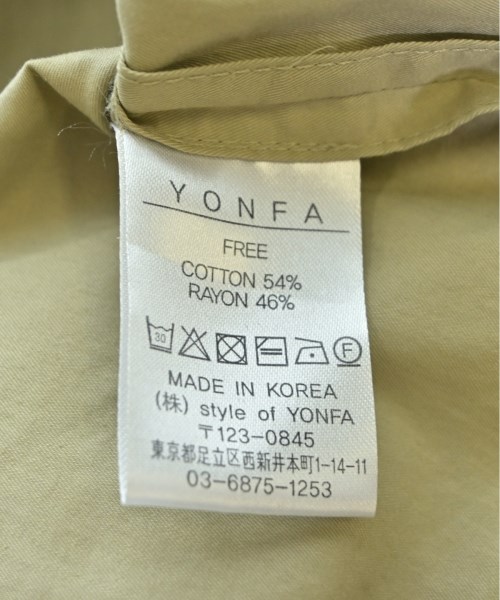 YONFA
FREE
COTTON 54%
RAYON 46%
30 F
MADE IN KOREA
(株) style of YONFA
〒123-0845
東京都足立区西新井本町1-14-11
03-6875-1253